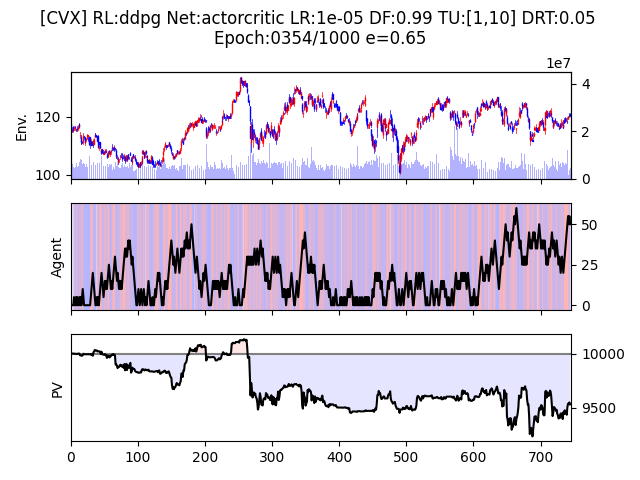 [CVX] RL:ddpg Net:actorcritic LR:1e-05 DF:0.99 TU:[1,10] DRT:0.05
Epoch:0354/1000 e=0.65
1e7
Env.
120
100
4
2
0
Agent
50
25
0
PV
10000
9500
0 100 200 300 400 500 600 700